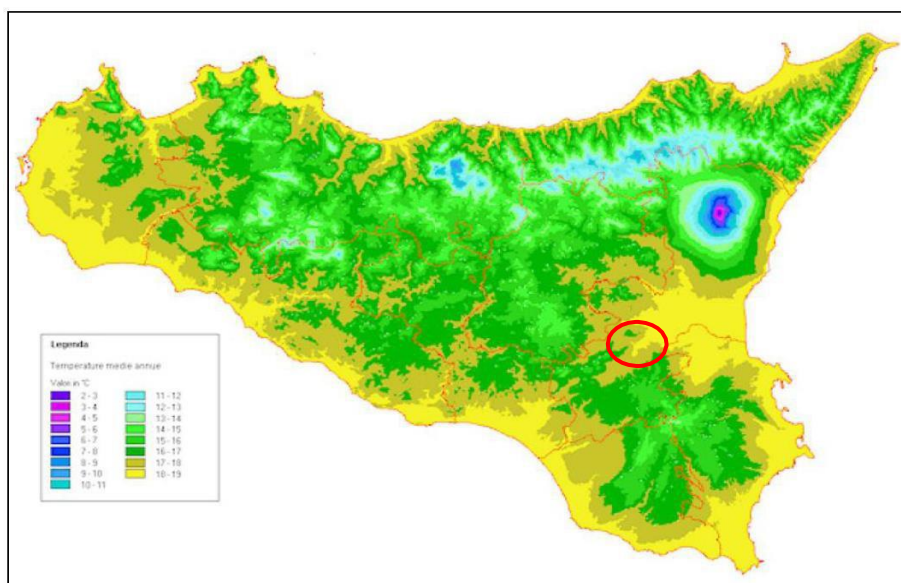 Legenda
Temperature medie annue
Valori in °C
2 - 3
3 - 4
4 - 5
5 - 6
6 - 7
7 - 8
8 - 9
9 - 10
10 - 11
11 - 12
12 - 13
13 - 14
14 - 15
15 - 16
16 - 17
17 - 18
18 - 19